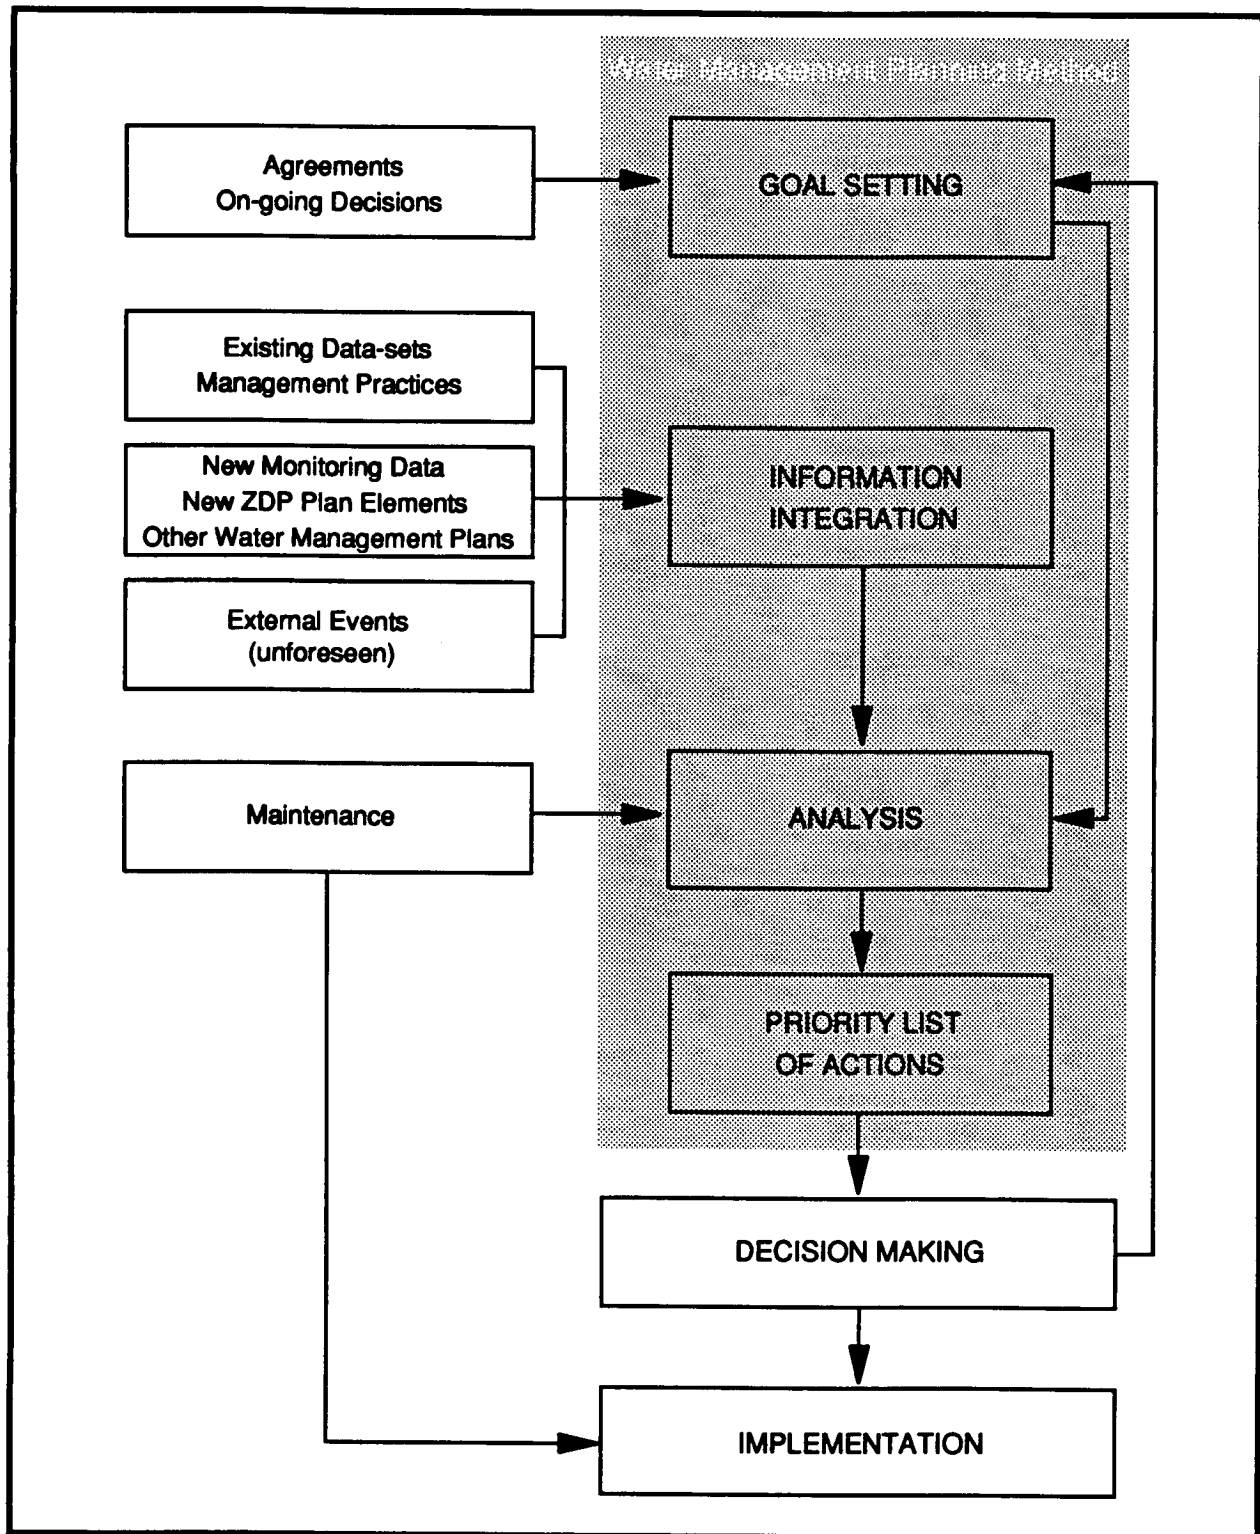 Water Management Planning Method
Agreements
On-going Decisions
GOAL SETTING
Existing Data-sets
Management Practices
New Monitoring Data
New ZDP Plan Elements
Other Water Management Plans
INFORMATION
INTEGRATION
External Events
(unforeseen)
Maintenance
ANALYSIS
PRIORITY LIST
OF ACTIONS
DECISION MAKING
IMPLEMENTATION